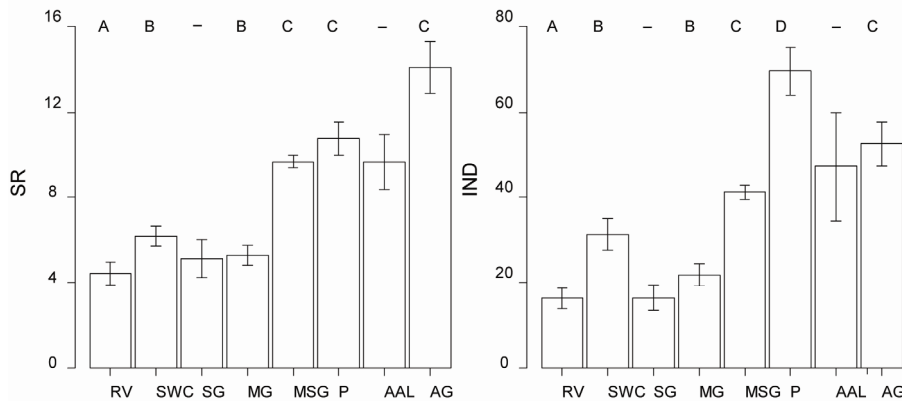 16 A B – B C C – C
12
SR
8
4
0
RV SWC SG MG MSG P AAL AG
80 A B – B C D – C
60
IND
40
20
0
RV SWC SG MG MSG P AAL AG